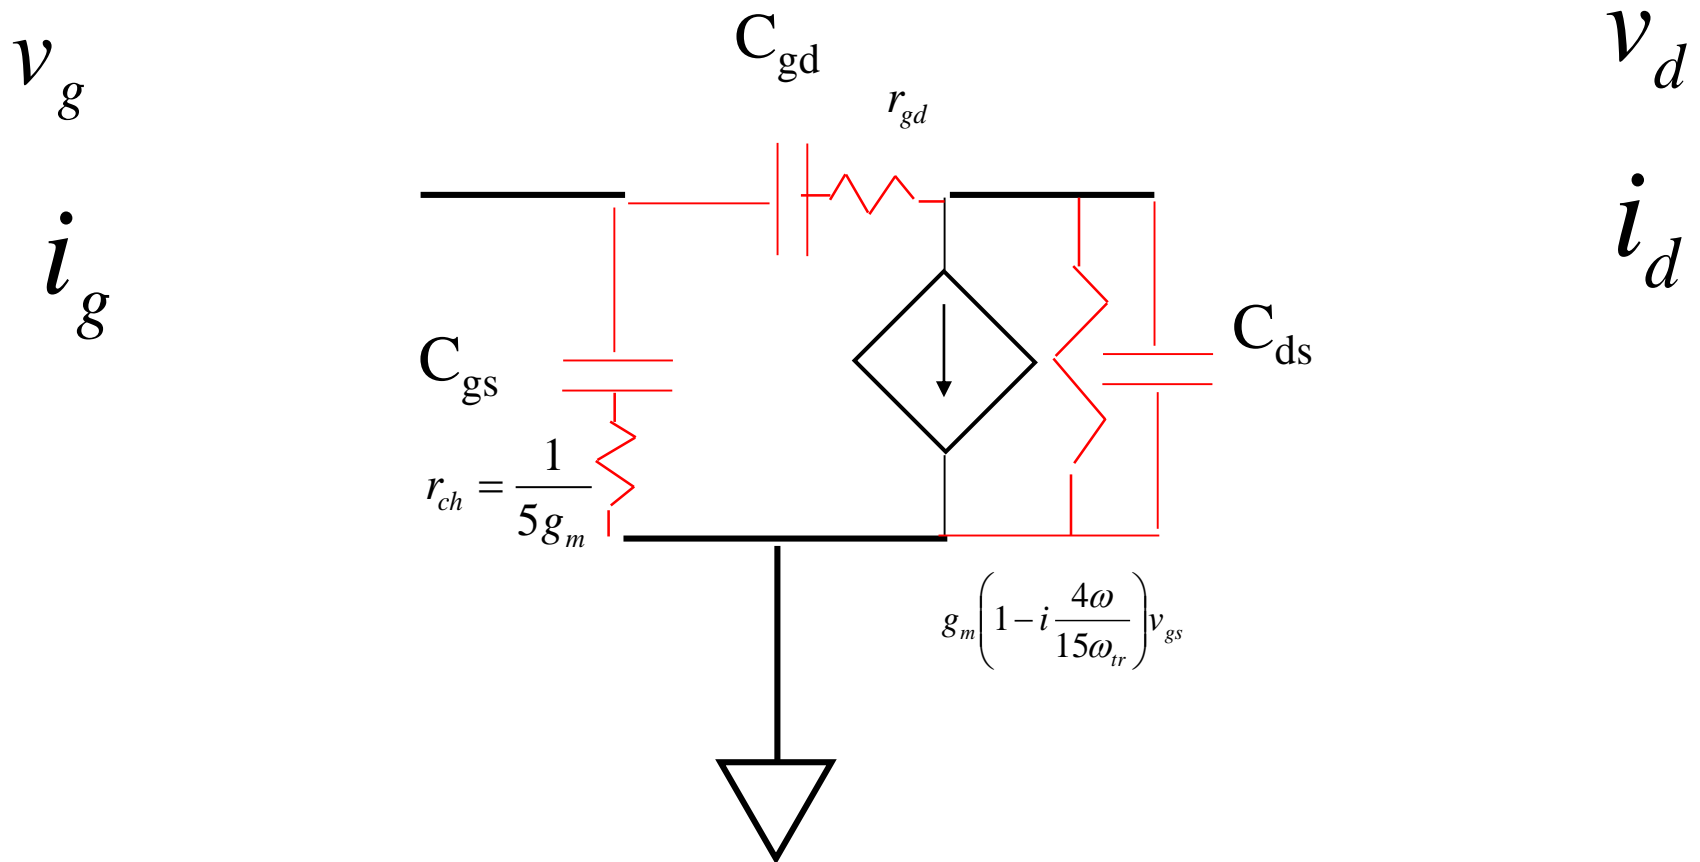 v_g
C_gd
v_d
r_gd
i_g
i_d
C_gs
C_ds
r_ch = 1/(5g_m)
g_m(1 − i 4ω/(15ω_tr))v_gs